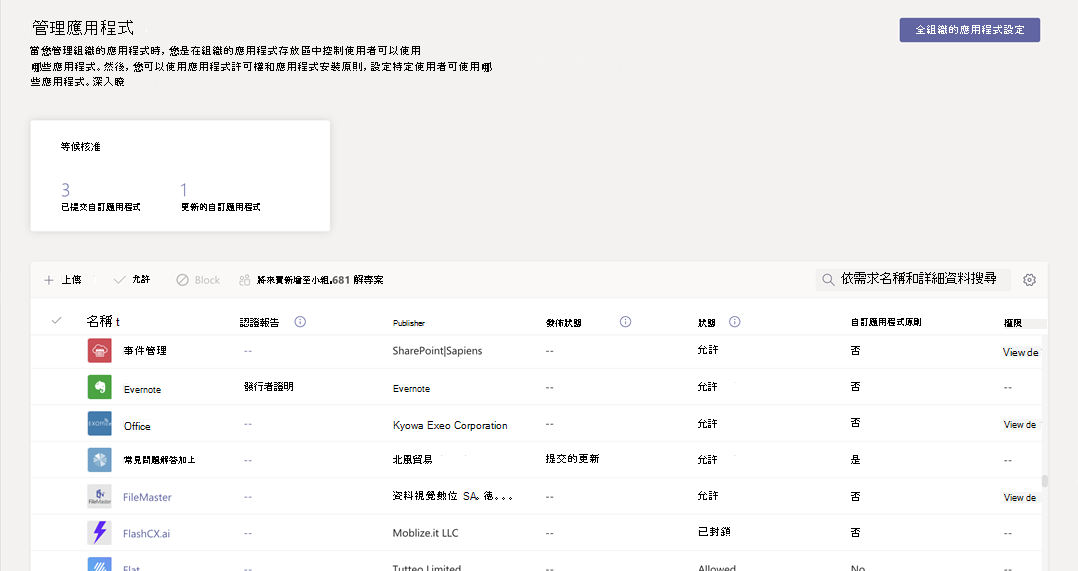 管理應用程式
全組織的應用程式設定
當您管理組織的應用程式時，您是在組織的應用程式存放區中控制使用者可以使用
哪些應用程式。然後，您可以使用應用程式許可權和應用程式安裝原則，設定特定使用者可使用哪
些應用程式。深入瞭
等候核准
3 1
已提交自訂應用程式 更新的自訂應用程式
上傳 允許 Block 將來賓新增至小組。681 解專案 依需求名稱和詳細資料搜尋
名稱 t 認證報告 Publisher 發佈狀態 狀態 自訂應用程式原則 權限
事件管理 -- SharePoint|Sapiens -- 允許 否 View de
Evernote 發行者證明 Evernote -- 允許 否 --
Office -- Kyowa Exeo Corporation -- 允許 否 View de
常見問題解答加上 -- 北風貿易 提交的更新 允許 是 --
FileMaster -- 資料視覺數位 SA。德。。。 -- 允許 否 View de
FlashCX.ai -- Moblize.it LLC -- 已封鎖 否 --
Flat -- Tutteo Limited -- Allowed No --